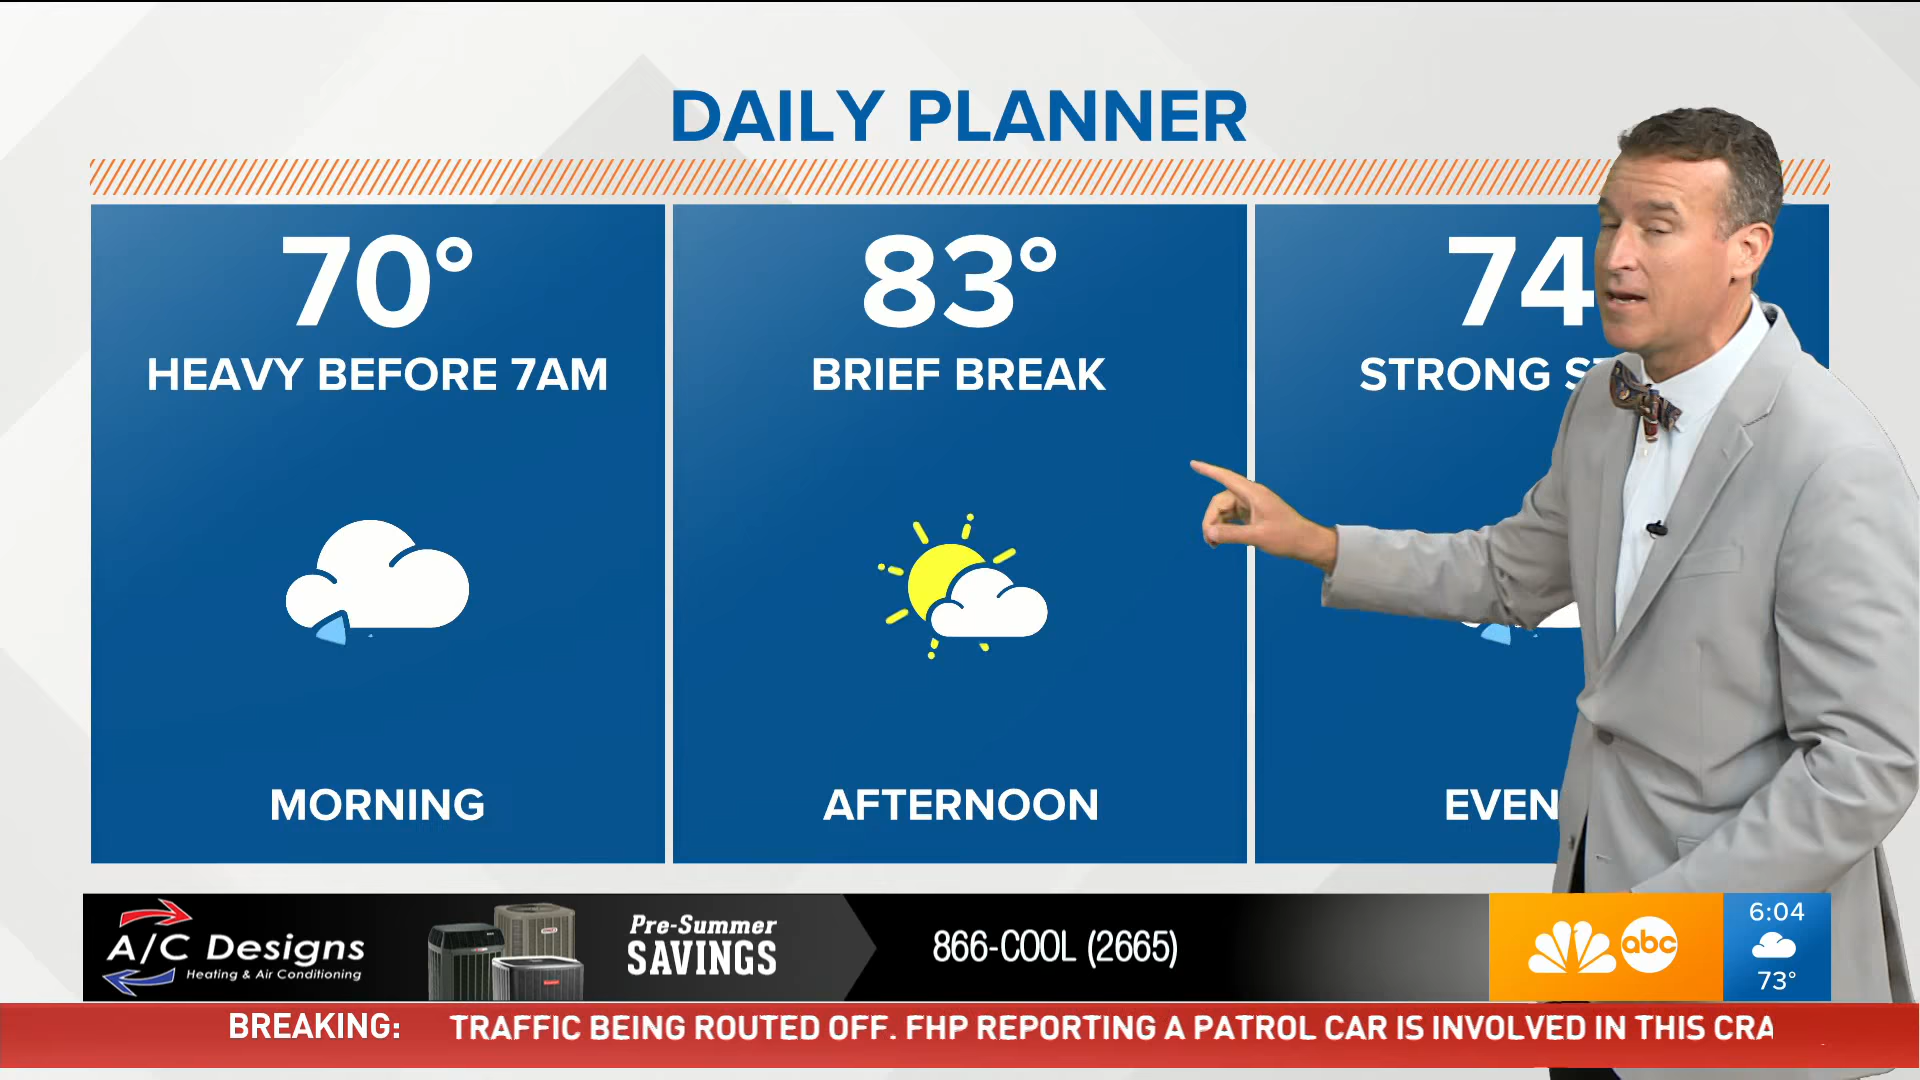 DAILY PLANNER
70°
HEAVY BEFORE 7AM
MORNING
83°
BRIEF BREAK
AFTERNOON
74
STRONG
EVEN
A/C Designs
Heating & Air Conditioning
Pre-Summer
SAVINGS
866-COOL (2665)
abc
6:04
73°
BREAKING: TRAFFIC BEING ROUTED OFF. FHP REPORTING A PATROL CAR IS INVOLVED IN THIS CRA